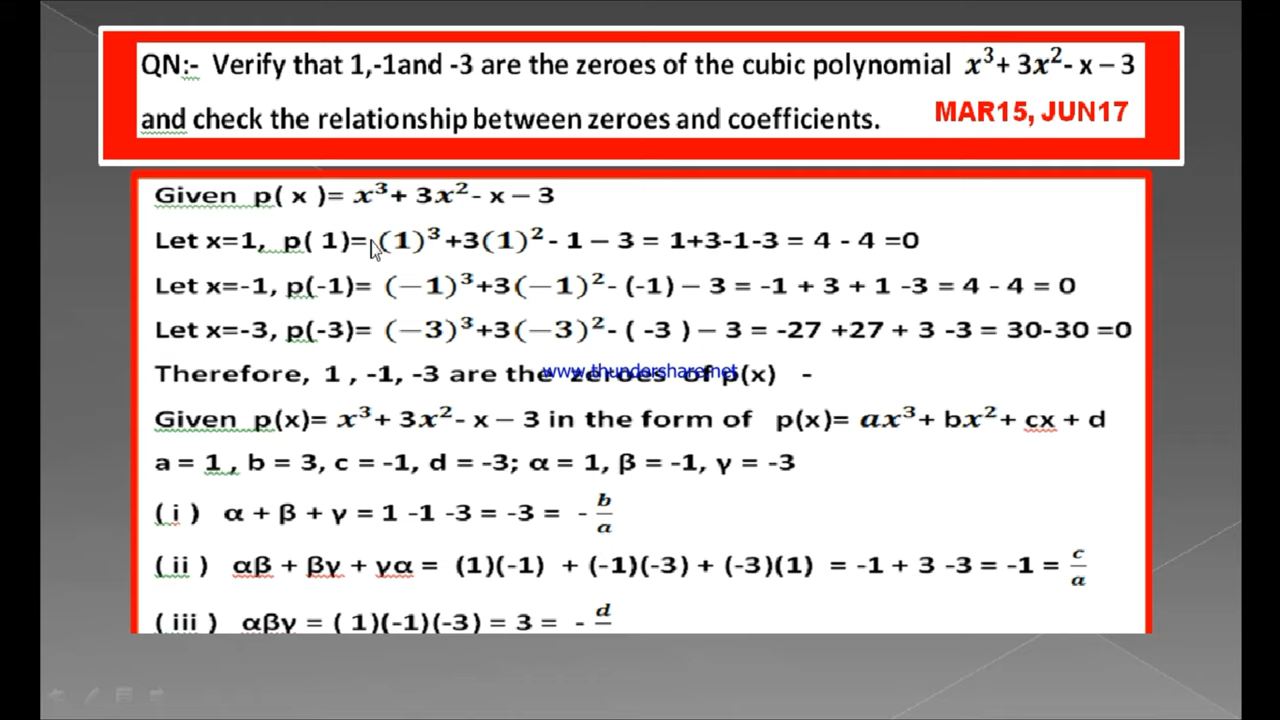 QN:- Verify that 1,-1and -3 are the zeroes of the cubic polynomial x³+ 3x²- x – 3
and check the relationship between zeroes and coefficients. MAR15, JUN17
Given p( x )= x³+ 3x²- x – 3
Let x=1, p( 1)= (1)³ +3(1)² - 1 – 3 = 1+3-1-3 = 4 - 4 =0
Let x=-1, p(-1)= (−1)³+3(−1)²- (-1) – 3 = -1 + 3 + 1 -3 = 4 - 4 = 0
Let x=-3, p(-3)= (−3)³+3(−3)²- ( -3 ) – 3 = -27 +27 + 3 -3 = 30-30 =0
Therefore, 1 , -1, -3 are the zeroes of p(x) -
www.thundershare.net
Given p(x)= x³+ 3x²- x – 3 in the form of p(x)= ax³+ bx²+ cx + d
a = 1 , b = 3, c = -1, d = -3; α = 1, β = -1, γ = -3
( i ) α + β + γ = 1 -1 -3 = -3 = - b/a
( ii ) αβ + βγ + γα = (1)(-1) + (-1)(-3) + (-3)(1) = -1 + 3 -3 = -1 = c/a
( iii ) αβγ = ( 1)(-1)(-3) = 3 = - d